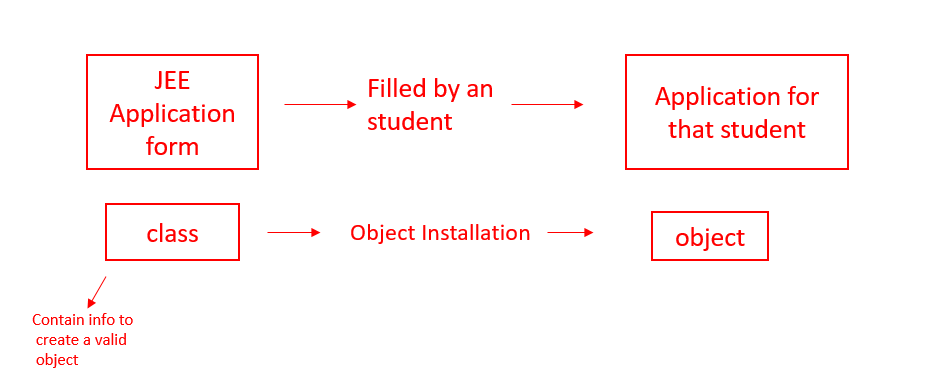 JEE
Application
form
Filled by an
student
Application for
that student
class
Object Installation
object
Contain info to
create a valid
object